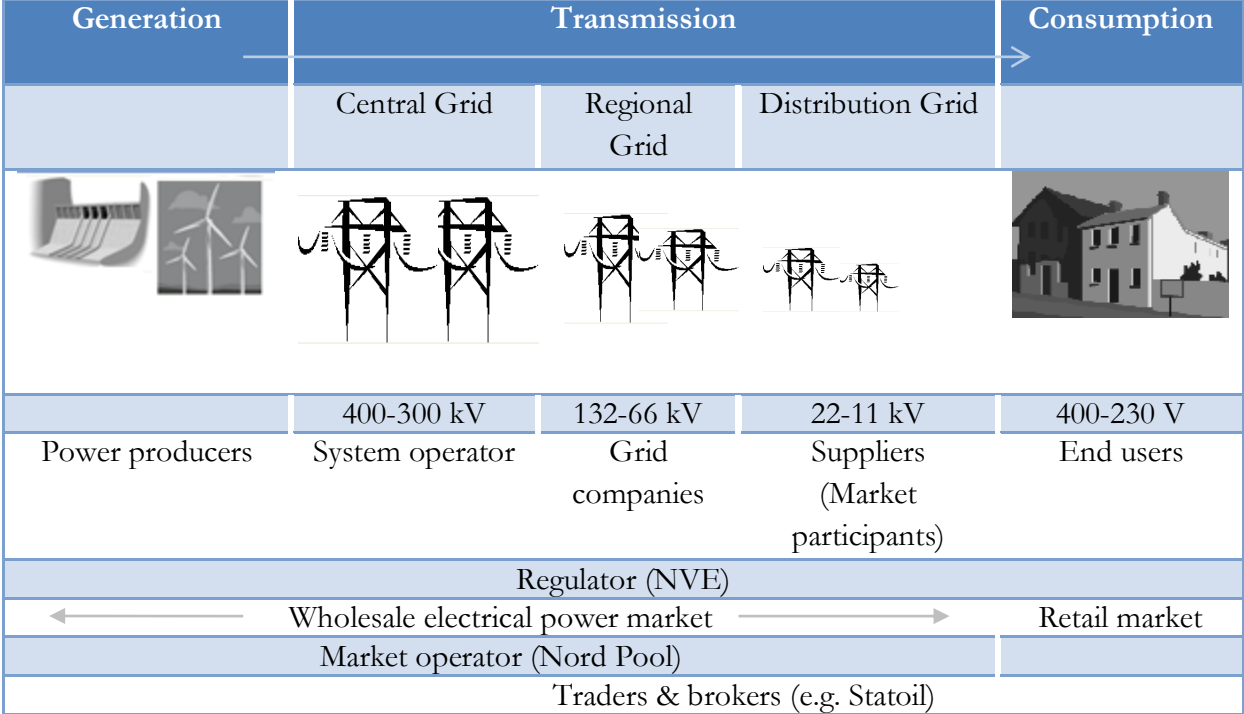 Generation Transmission Consumption
Central Grid Regional Grid Distribution Grid
400-300 kV 132-66 kV 22-11 kV 400-230 V
Power producers System operator Grid companies Suppliers (Market participants) End users
Regulator (NVE)
Wholesale electrical power market Retail market
Market operator (Nord Pool)
Traders & brokers (e.g. Statoil)